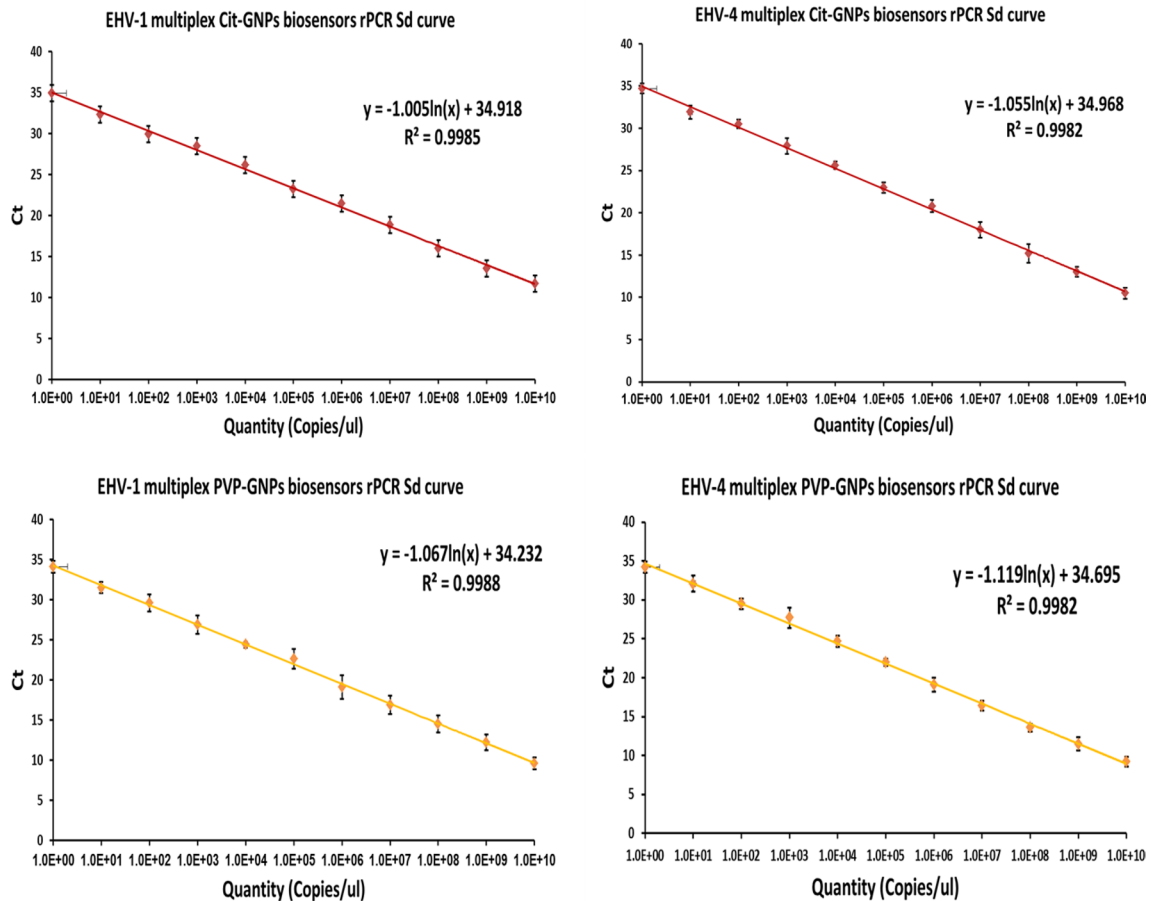 EHV-1 multiplex Cit-GNPs biosensors rPCR Sd curve
40
35
30
25
20
15
10
5
0
Ct
y = -1.005ln(x) + 34.918
R² = 0.9985
1.0E+00 1.0E+01 1.0E+02 1.0E+03 1.0E+04 1.0E+05 1.0E+06 1.0E+07 1.0E+08 1.0E+09 1.0E+10
Quantity (Copies/ul)
EHV-4 multiplex Cit-GNPs biosensors rPCR Sd curve
40
35
30
25
20
15
10
5
0
Ct
y = -1.055ln(x) + 34.968
R² = 0.9982
1.0E+00 1.0E+01 1.0E+02 1.0E+03 1.0E+04 1.0E+05 1.0E+06 1.0E+07 1.0E+08 1.0E+09 1.0E+10
Quantity (Copies/ul)
EHV-1 multiplex PVP-GNPs biosensors rPCR Sd curve
40
35
30
25
20
15
10
5
0
Ct
y = -1.067ln(x) + 34.232
R² = 0.9988
1.0E+00 1.0E+01 1.0E+02 1.0E+03 1.0E+04 1.0E+05 1.0E+06 1.0E+07 1.0E+08 1.0E+09 1.0E+10
Quantity (Copies/ul)
EHV-4 multiplex PVP-GNPs biosensors rPCR Sd curve
40
35
30
25
20
15
10
5
0
Ct
y = -1.119ln(x) + 34.695
R² = 0.9982
1.0E+00 1.0E+01 1.0E+02 1.0E+03 1.0E+04 1.0E+05 1.0E+06 1.0E+07 1.0E+08 1.0E+09 1.0E+10
Quantity (Copies/ul)